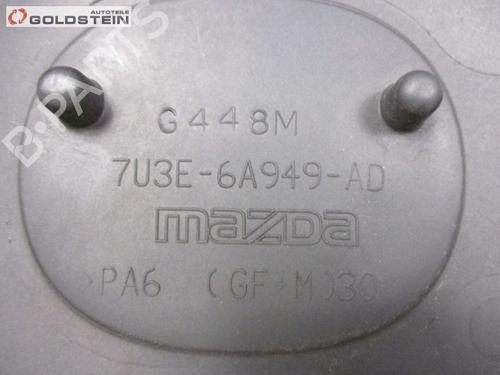 AUTOTEILE
GOLDSTEIN
B-PARTS
G448M
7U3E-6A949-AD
mazda
>PA6 (GF+M)30